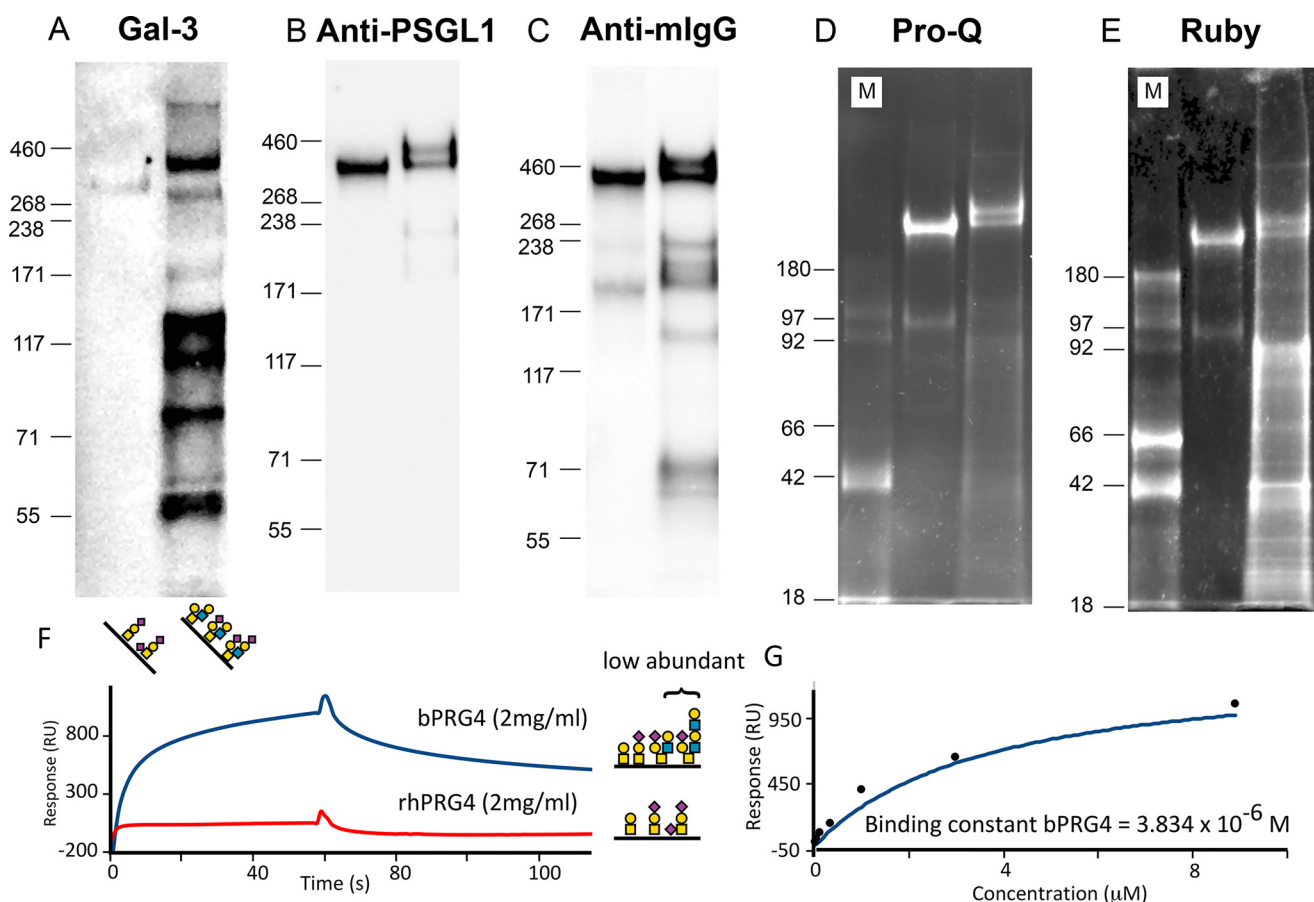 A Gal-3
460
268
238
171
117
71
55
B Anti-PSGL1
460
268
238
171
117
71
55
C Anti-mIgG
460
268
238
171
117
71
55
D Pro-Q
M
180
97
92
66
42
18
E Ruby
M
180
97
92
66
42
18
F
Response (RU)
800
300
-200
bPRG4 (2mg/ml)
rhPRG4 (2mg/ml)
0 40 80 100
Time (s)
low abundant
G
Response (RU)
950
450
-50
Binding constant bPRG4 = 3.834 x 10⁻⁶ M
0 4 8
Concentration (μM)